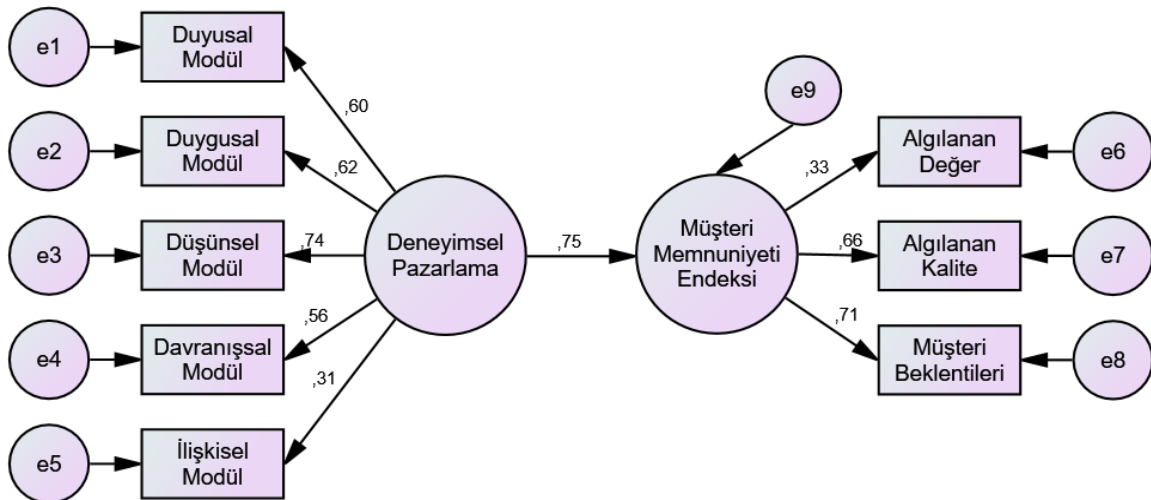 e1
Duyusal
Modül
,60
e2
Duygusal
Modül
,62
e3
Düşünsel
Modül
,74
e4
Davranışsal
Modül
,56
e5
İlişkisel
Modül
,31
Deneyimsel
Pazarlama
,75
e9
Müşteri
Memnuniyeti
Endeksi
,33
Algılanan
Değer
e6
,66
Algılanan
Kalite
e7
,71
Müşteri
Beklentileri
e8